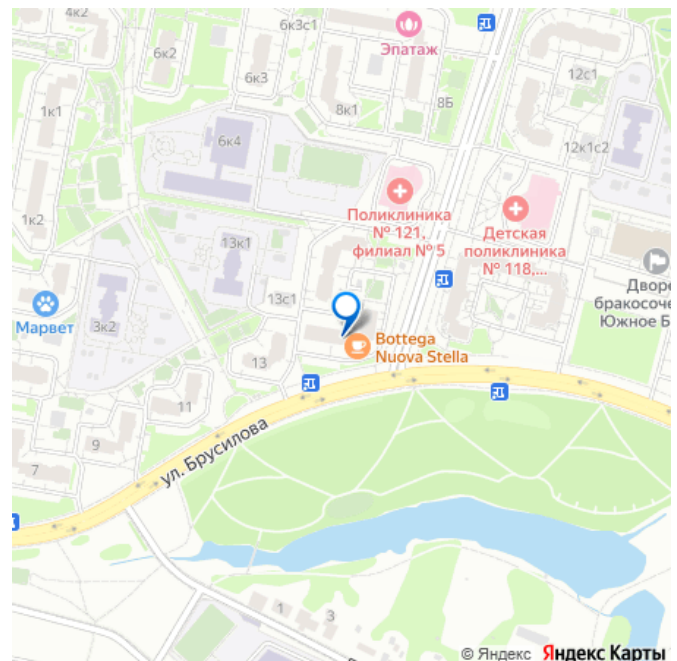 4к2
6к2
6к3с1
6к3
Эпатаж
8к1
8Б
12с1
1к1
6к4
12к1с2
1к2
Поликлиника
№ 121,
филиал № 5
Детская
поликлиника
№ 118,...
13к1
13с1
Дворе
бракосоче
Южное Б
Марвет
3к2
Bottega
Nuova Stella
13
11
9
7
ул. Брусилова
1
3
© Яндекс Яндекс Карты